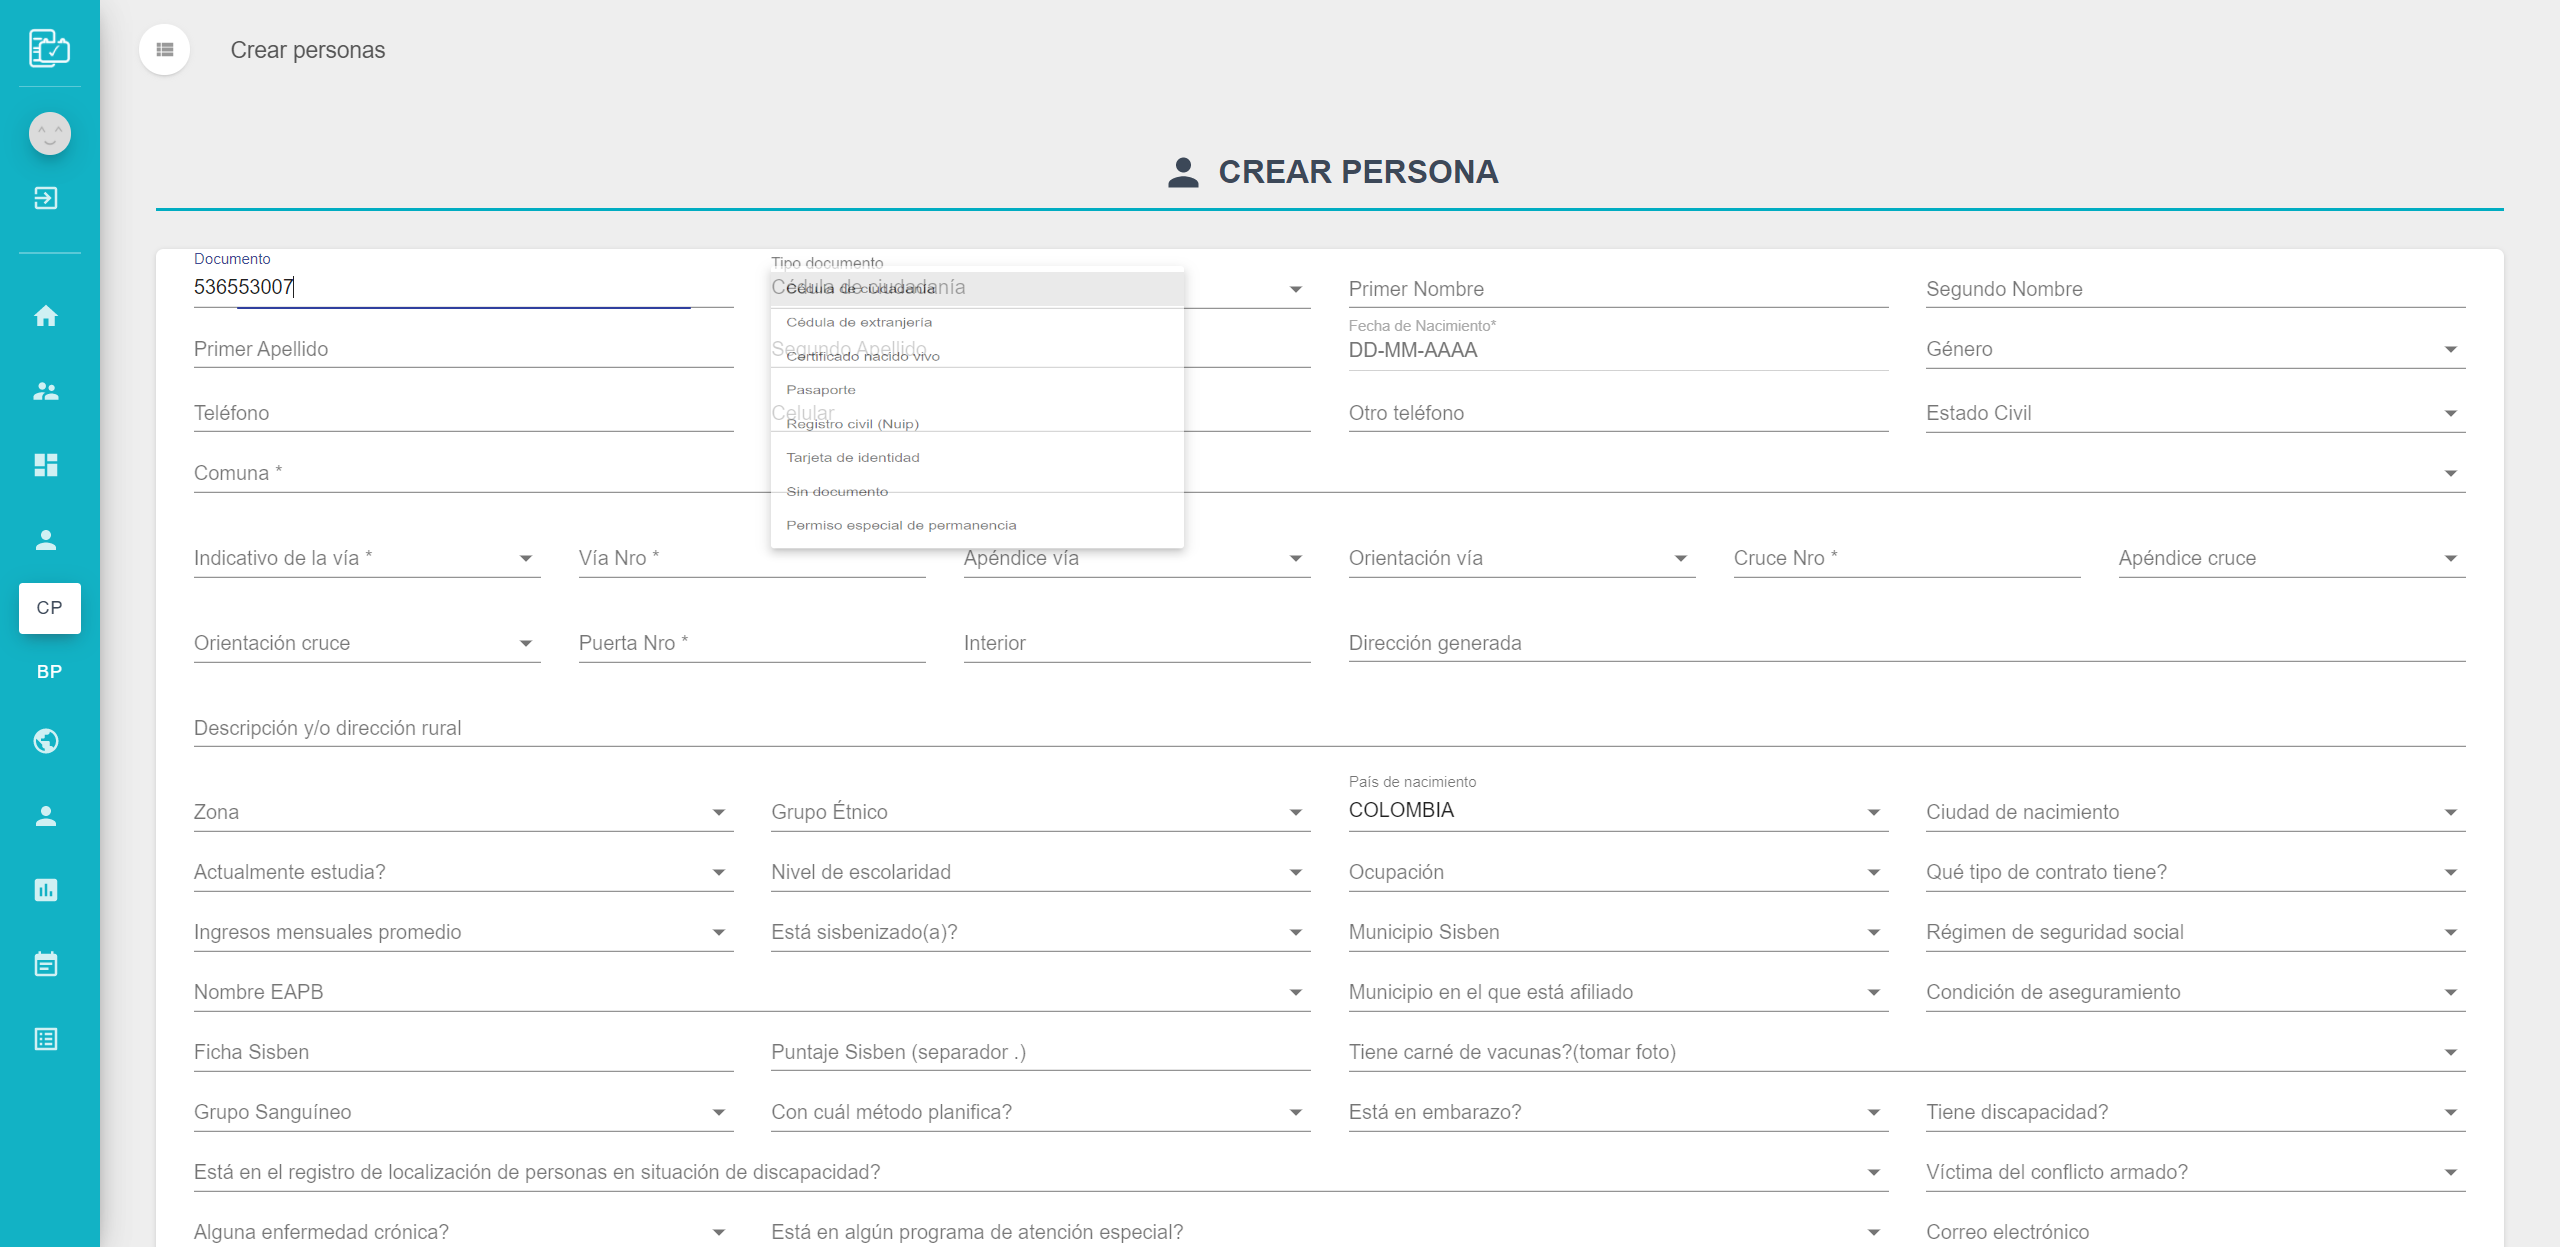 Crear personas
CREAR PERSONA
Documento
536553007
Tipo documento
Cédula de ciudadanía
Cédula de ciudadanía
Cédula de extranjería
Certificado nacido vivo
Pasaporte
Registro civil (Nuip)
Tarjeta de identidad
Sin documento
Permiso especial de permanencia
Primer Nombre
Segundo Nombre
Primer Apellido
Segundo Apellido
Fecha de Nacimiento*
DD-MM-AAAA
Género
Teléfono
Celular
Otro teléfono
Estado Civil
Comuna *
Indicativo de la vía *
Vía Nro *
Apéndice vía
Orientación vía
Cruce Nro *
Apéndice cruce
CP
Orientación cruce
Puerta Nro *
Interior
Dirección generada
BP
Descripción y/o dirección rural
Zona
Grupo Étnico
País de nacimiento
COLOMBIA
Ciudad de nacimiento
Actualmente estudia?
Nivel de escolaridad
Ocupación
Qué tipo de contrato tiene?
Ingresos mensuales promedio
Está sisbenizado(a)?
Municipio Sisben
Régimen de seguridad social
Nombre EAPB
Municipio en el que está afiliado
Condición de aseguramiento
Ficha Sisben
Puntaje Sisben (separador .)
Tiene carné de vacunas?(tomar foto)
Grupo Sanguíneo
Con cuál método planifica?
Está en embarazo?
Tiene discapacidad?
Está en el registro de localización de personas en situación de discapacidad?
Víctima del conflicto armado?
Alguna enfermedad crónica?
Está en algún programa de atención especial?
Correo electrónico